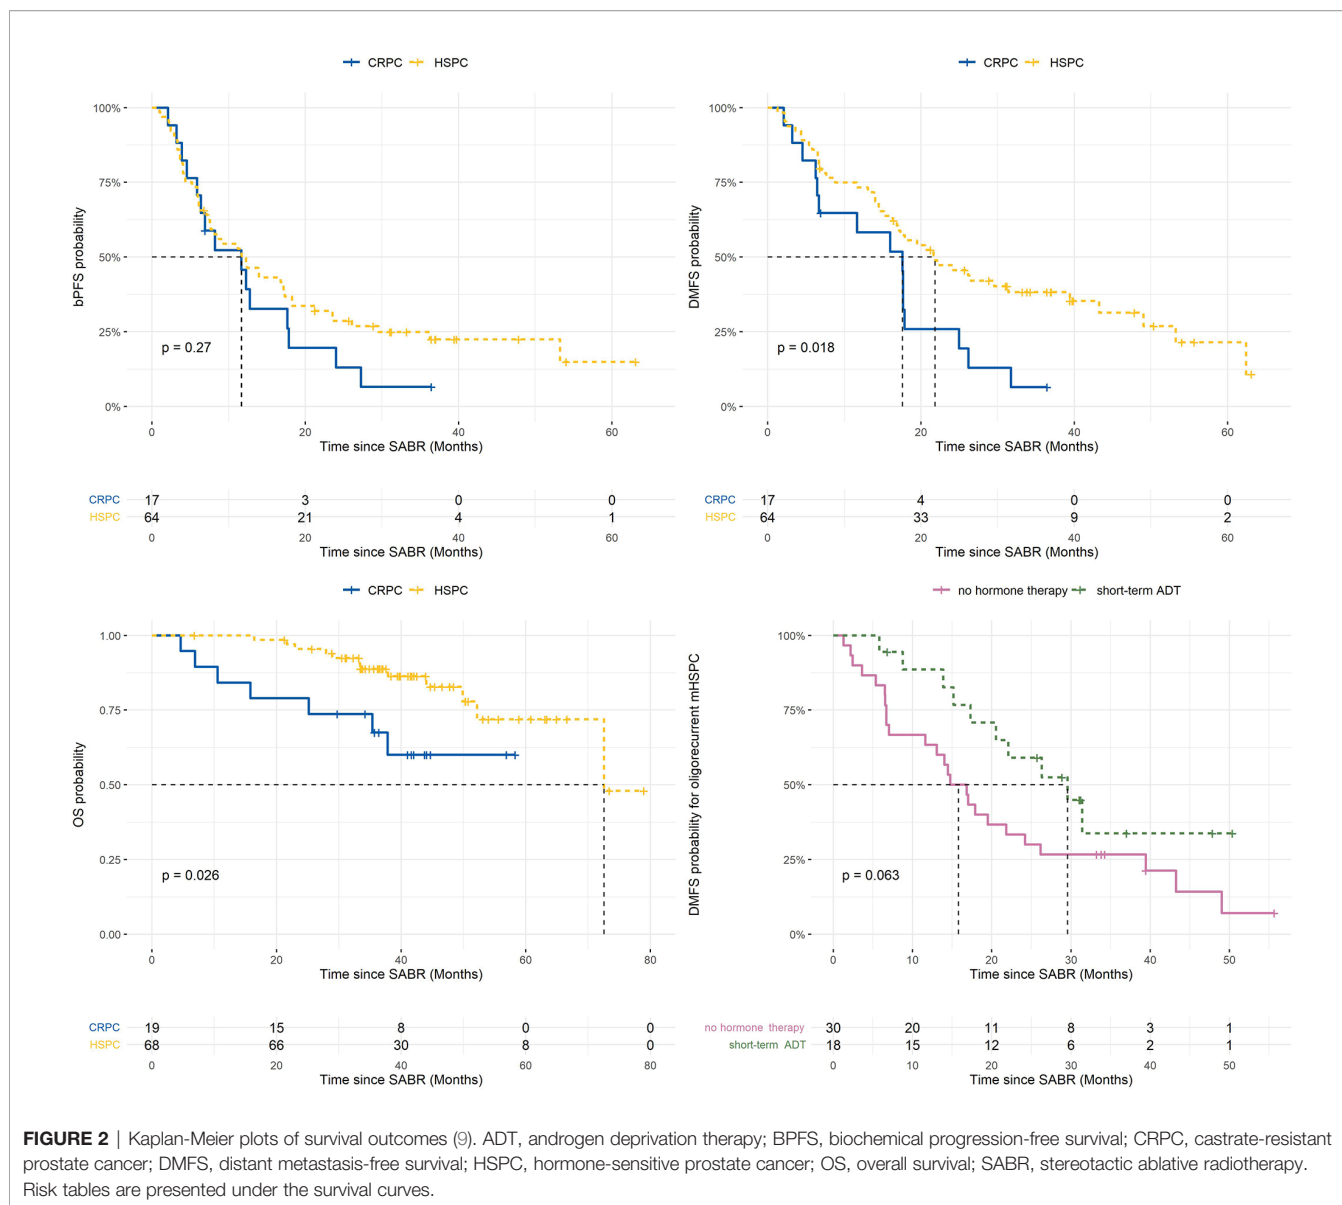 CRPC HSPC
100%
75%
50%
25%
0%
bPFS probability
p = 0.27
0 20 40 60
Time since SABR (Months)
CRPC 17 3 0 0
HSPC 64 21 4 1
0 20 40 60
Time since SABR (Months)
CRPC HSPC
100%
75%
50%
25%
0%
DMFS probability
p = 0.018
0 20 40 60
Time since SABR (Months)
CRPC 17 4 0 0
HSPC 64 33 9 2
0 20 40 60
Time since SABR (Months)
CRPC HSPC
1.00
0.75
0.50
0.25
0.00
OS probability
p = 0.026
0 20 40 60 80
Time since SABR (Months)
CRPC 19 15 8 0 0
HSPC 68 66 30 8 0
0 20 40 60 80
Time since SABR (Months)
no hormone therapy short-term ADT
100%
75%
50%
25%
0%
DMFS probability for oligorecurrent mHSPC
p = 0.063
0 10 20 30 40 50
Time since SABR (Months)
no hormone therapy 30 20 11 8 3 1
short-term ADT 18 15 12 6 2 1
0 10 20 30 40 50
Time since SABR (Months)
FIGURE 2 | Kaplan-Meier plots of survival outcomes (9). ADT, androgen deprivation therapy; BPFS, biochemical progression-free survival; CRPC, castrate-resistant
prostate cancer; DMFS, distant metastasis-free survival; HSPC, hormone-sensitive prostate cancer; OS, overall survival; SABR, stereotactic ablative radiotherapy.
Risk tables are presented under the survival curves.